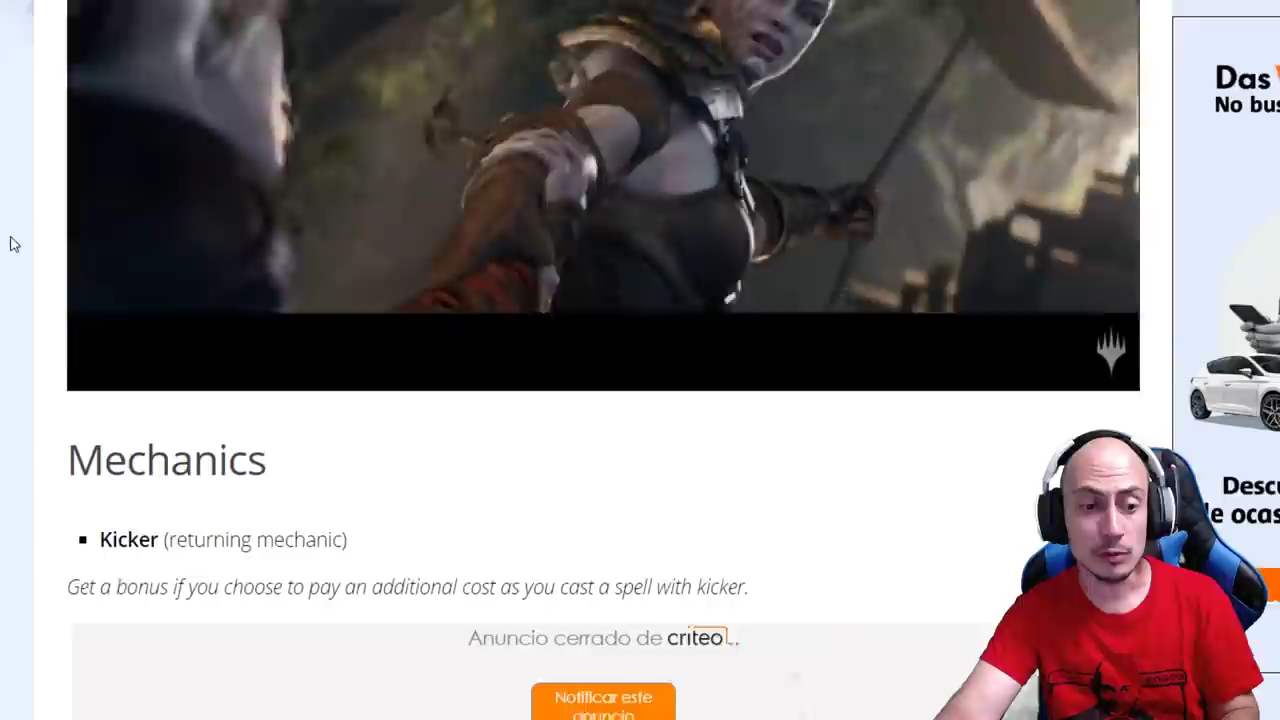 Das
No bus
Mechanics
▪ Kicker (returning mechanic)
Get a bonus if you choose to pay an additional cost as you cast a spell with kicker.
Descu
de ocas
Anuncio cerrado de criteo
Notificar este
anuncio